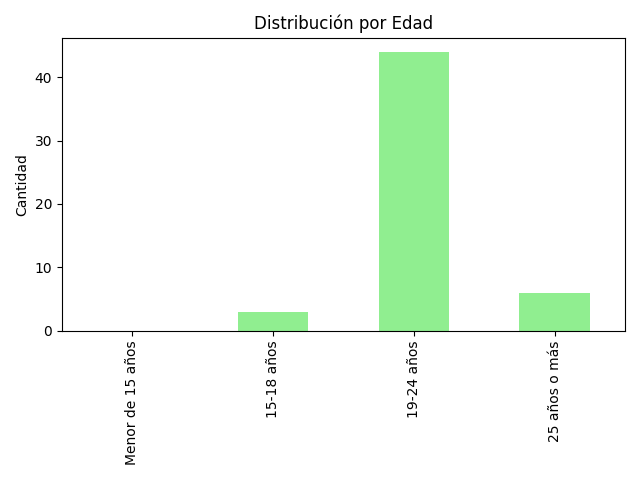 Distribución por Edad
Cantidad
40
30
20
10
0
Menor de 15 años
15-18 años
19-24 años
25 años o más